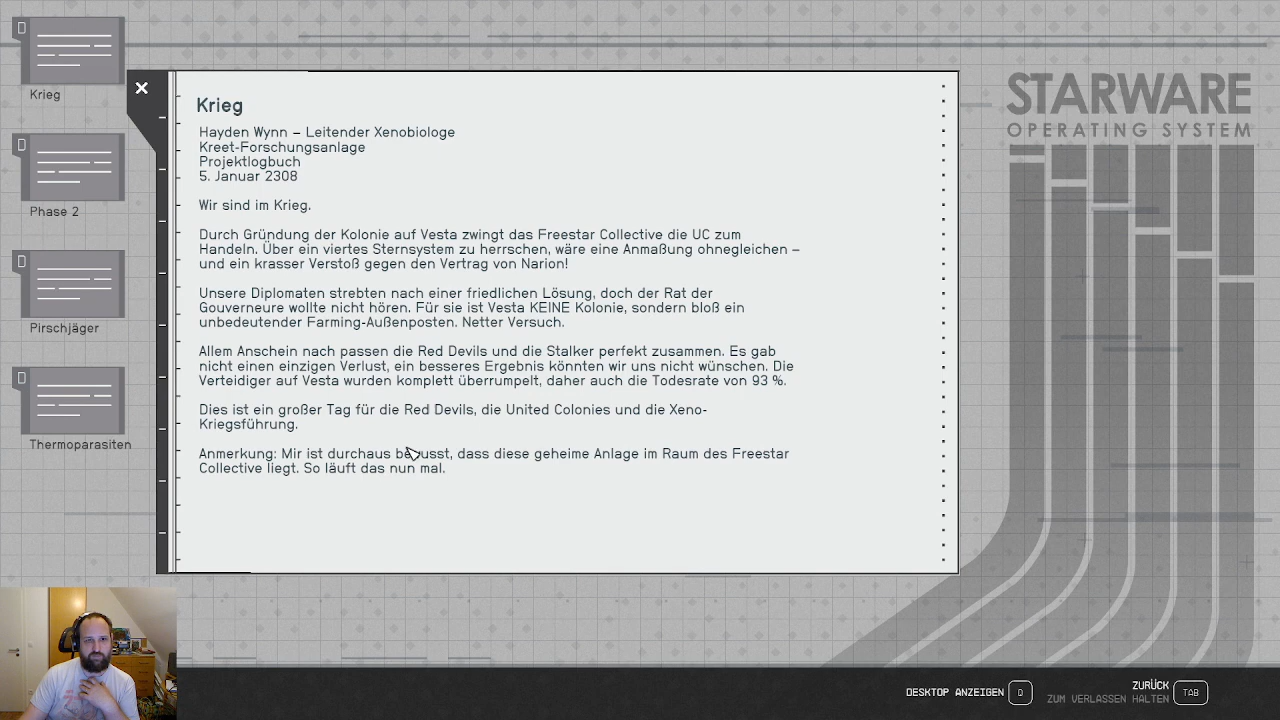 Krieg
Phase 2
Pirschjäger
Thermoparasiten
Krieg
Hayden Wynn – Leitender Xenobiologe
Kreet-Forschungsanlage
Projektlogbuch
5. Januar 2308
Wir sind im Krieg.
Durch Gründung der Kolonie auf Vesta zwingt das Freestar Collective die UC zum
Handeln. Über ein viertes Sternsystem zu herrschen, wäre eine Anmaßung ohnegleichen –
und ein krasser Verstoß gegen den Vertrag von Narion!
Unsere Diplomaten strebten nach einer friedlichen Lösung, doch der Rat der
Gouverneure wollte nicht hören. Für sie ist Vesta KEINE Kolonie, sondern bloß ein
unbedeutender Farming-Außenposten. Netter Versuch.
Allem Anschein nach passen die Red Devils und die Stalker perfekt zusammen. Es gab
nicht einen einzigen Verlust, ein besseres Ergebnis könnten wir uns nicht wünschen. Die
Verteidiger auf Vesta wurden komplett überrumpelt, daher auch die Todesrate von 93 %.
Dies ist ein großer Tag für die Red Devils, die United Colonies und die Xeno-
Kriegsführung.
Anmerkung: Mir ist durchaus bewusst, dass diese geheime Anlage im Raum des Freestar
Collective liegt. So läuft das nun mal.
STARWARE
OPERATING SYSTEM
DESKTOP ANZEIGEN D
ZURÜCK
ZUM VERLASSEN HALTEN TAB